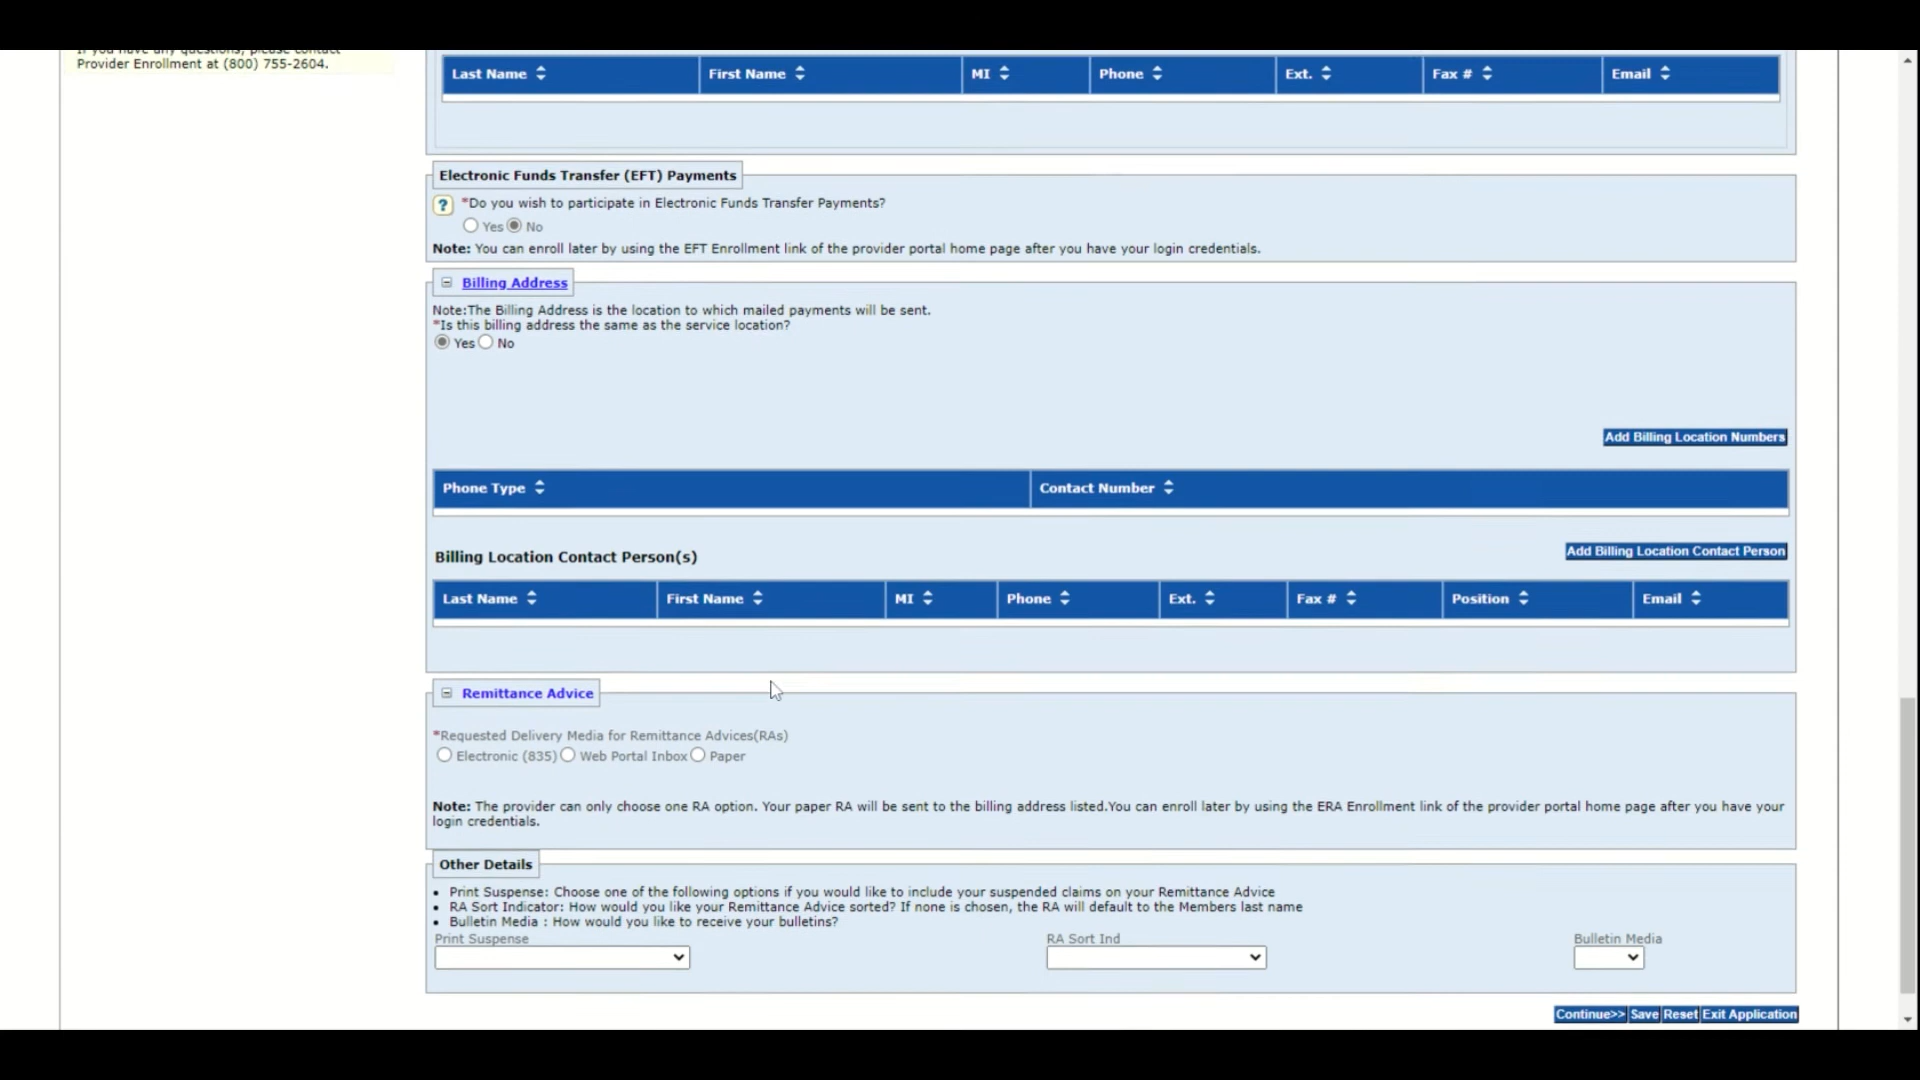 If you have any questions, please contact
Provider Enrollment at (800) 755-2604.
Last Name First Name MI Phone Ext. Fax # Email
Electronic Funds Transfer (EFT) Payments
? *Do you wish to participate in Electronic Funds Transfer Payments?
Yes No
Note: You can enroll later by using the EFT Enrollment link of the provider portal home page after you have your login credentials.
Billing Address
Note:The Billing Address is the location to which mailed payments will be sent.
*Is this billing address the same as the service location?
Yes No
Add Billing Location Numbers
Phone Type Contact Number
Billing Location Contact Person(s) Add Billing Location Contact Person
Last Name First Name MI Phone Ext. Fax # Position Email
Remittance Advice
*Requested Delivery Media for Remittance Advices(RAs)
Electronic (835) Web Portal Inbox Paper
Note: The provider can only choose one RA option. Your paper RA will be sent to the billing address listed.You can enroll later by using the ERA Enrollment link of the provider portal home page after you have your
login credentials.
Other Details
• Print Suspense: Choose one of the following options if you would like to include your suspended claims on your Remittance Advice
• RA Sort Indicator: How would you like your Remittance Advice sorted? If none is chosen, the RA will default to the Members last name
• Bulletin Media : How would you like to receive your bulletins?
Print Suspense RA Sort Ind Bulletin Media
Continue>> Save Reset Exit Application